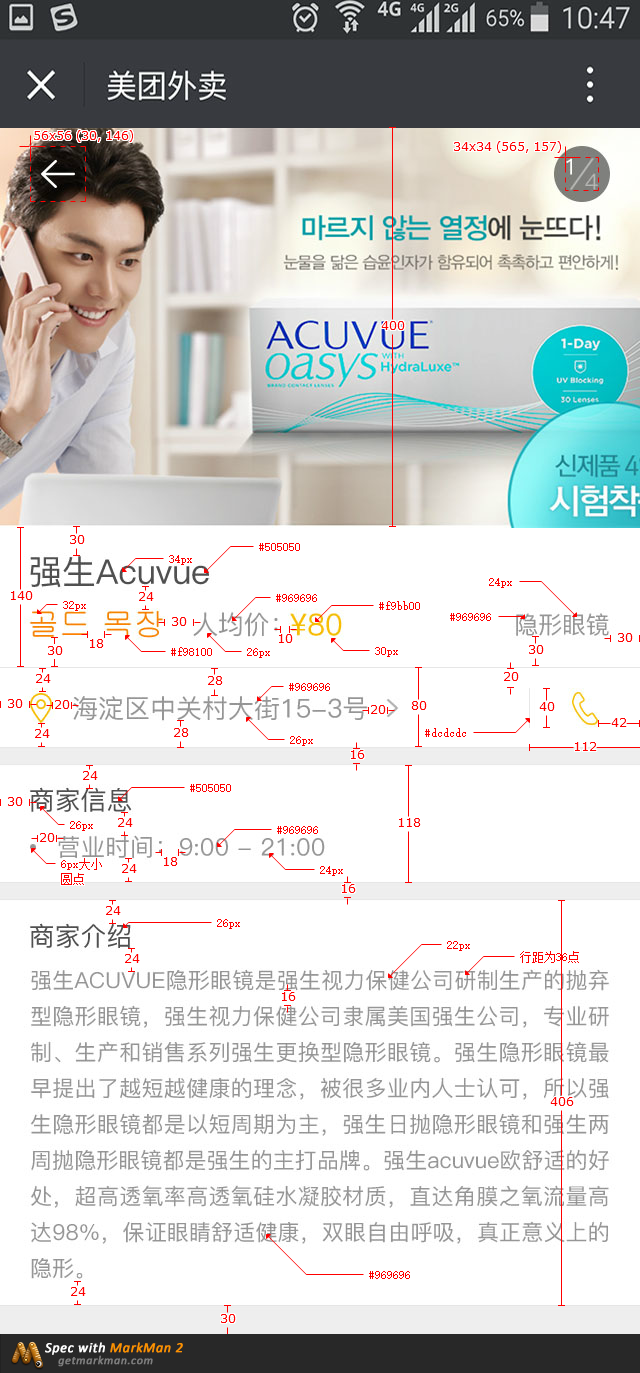 4G 4G 2G 65% 10:47
美团外卖
56x56 (30, 146)
34x34 (565, 157)
1/4
마르지 않는 열정에 눈뜨다!
눈물을 닮은 습윤인자가 함유되어 촉촉하고 편안하게!
400
ACUVUE
oasys WITH HydraLuxe™
BRAND CONTACT LENSES
1-Day
UV Blocking
30 Lenses
신제품 4
시험착
30
34px
#505050
强生Acuvue
140
24
24px
32px
#969696
#f9bb00
골드 목장
30
人均价：¥80
#969696
隐形眼镜
18
10
30
30
#f98100
26px
30px
30
24
28
#969696
20
30
20
海淀区中关村大街15-3号 >
20
80
40
42
#dcdcdc
24
28
26px
112
16
24
#505050
30
商家信息
26px
24
118
#969696
20
• 营业时间：9:00 - 21:00
6px大小
圆点
24
18
24px
16
24
26px
商家介绍
22px
24
行距为36点
强生ACUVUE隐形眼镜是强生视力保健公司研制生产的抛弃
16
型隐形眼镜，强生视力保健公司隶属美国强生公司，专业研
制、生产和销售系列强生更换型隐形眼镜。强生隐形眼镜最
早提出了越短越健康的理念，被很多业内人士认可，所以强
406
生隐形眼镜都是以短周期为主，强生日抛隐形眼镜和强生两
周抛隐形眼镜都是强生的主打品牌。强生acuvue欧舒适的好
处，超高透氧率高透氧硅水凝胶材质，直达角膜之氧流量高
达98%，保证眼睛舒适健康，双眼自由呼吸，真正意义上的
隐形。
#969696
24
30
Spec with MarkMan 2
getmarkman.com